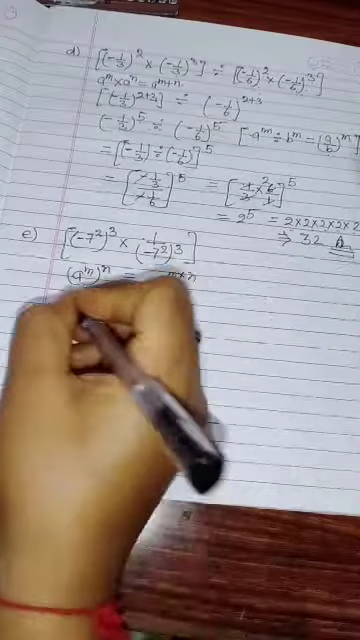 d) [(-1/3)² × (-1/3)³] ÷ [(-1/6)² × (-1/6)³]
aᵐ × aⁿ = aᵐ⁺ⁿ
[(-1/3)²⁺³] ÷ (-1/6)²⁺³
(-1/3)⁵ ÷ (-1/6)⁵ [aᵐ ÷ bᵐ = (a/b)ᵐ]
= [(-1/3) ÷ (-1/6)]⁵
= [(-1/3)/(-1/6)]⁵ = [1/3 × 6/1]⁵
= 2⁵ = 2×2×2×2×2
⇒ 32
e) [(-7²)³ × 1/(-7²)³]
(aᵐ)ⁿ = m×n